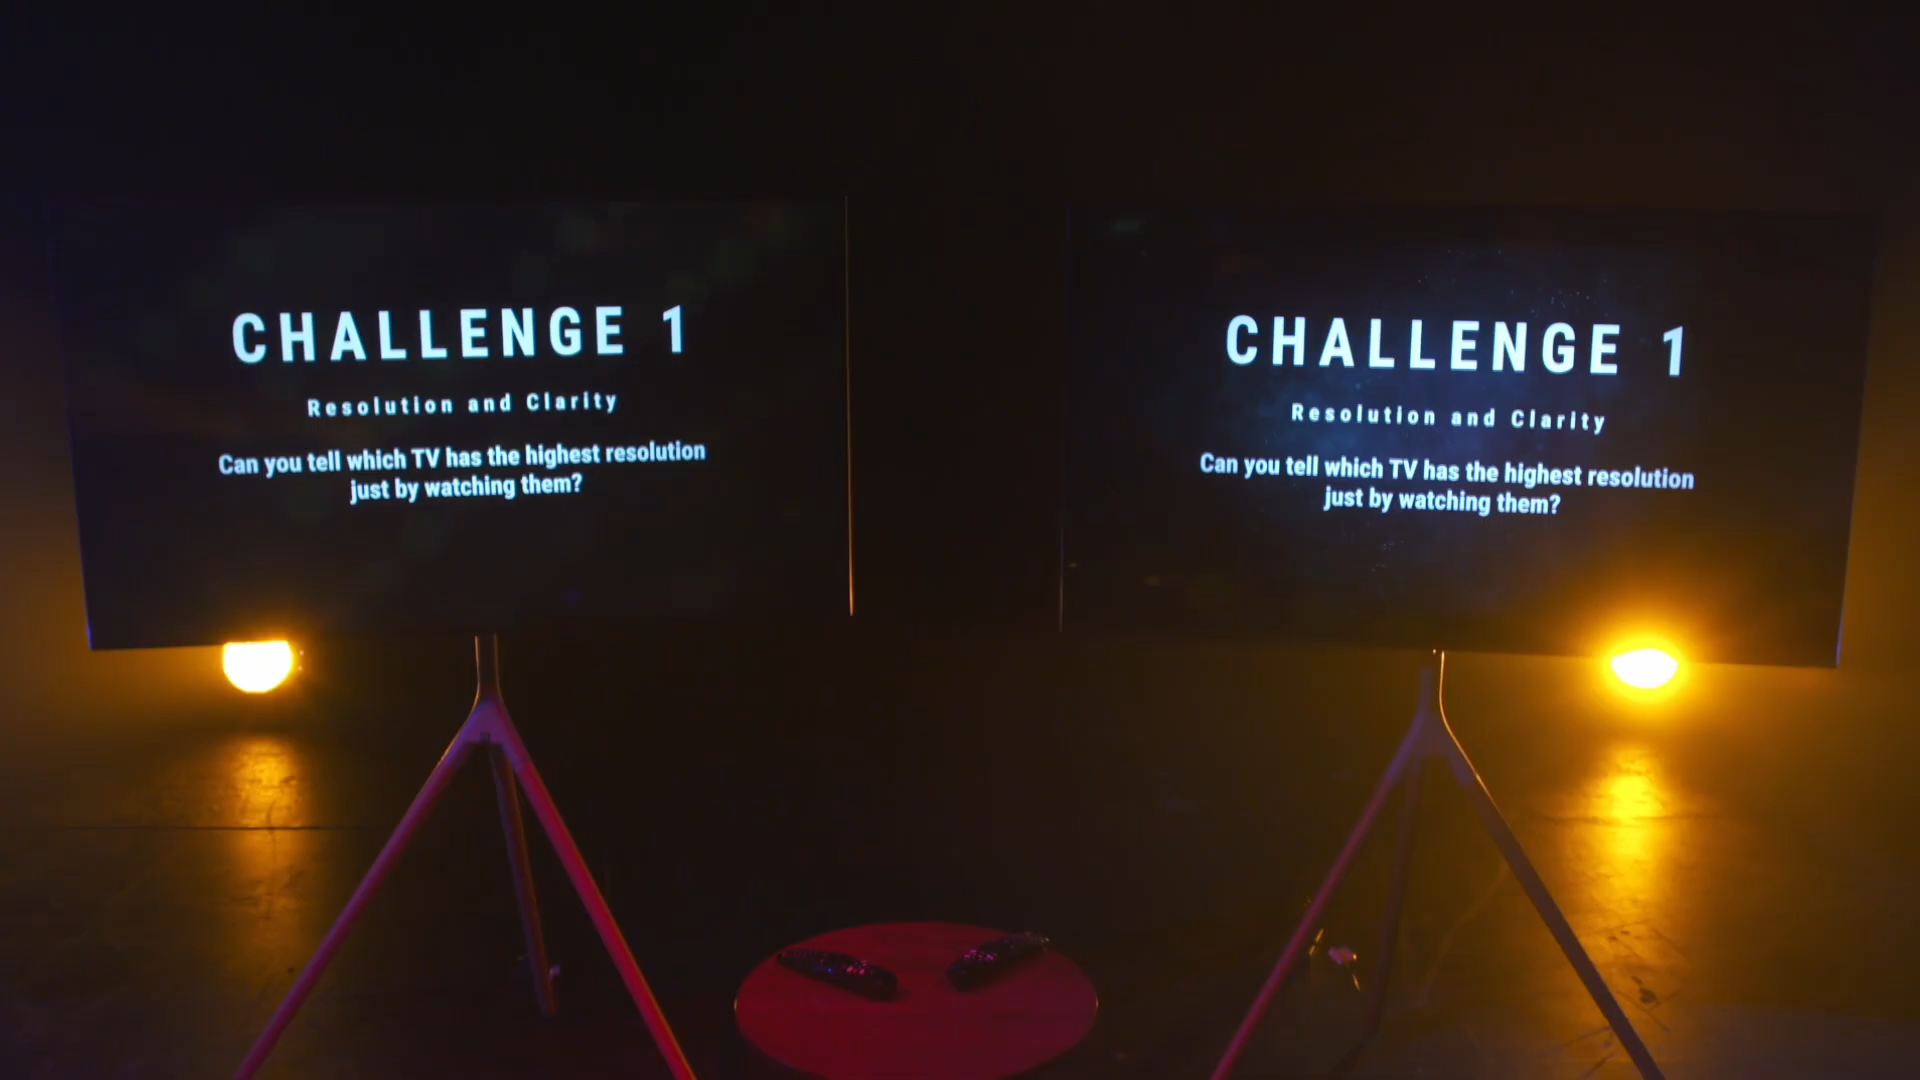 CHALLENGE 1
Resolution and Clarity
Can you tell which TV has the highest resolution
just by watching them?
CHALLENGE 1
Resolution and Clarity
Can you tell which TV has the highest resolution
just by watching them?